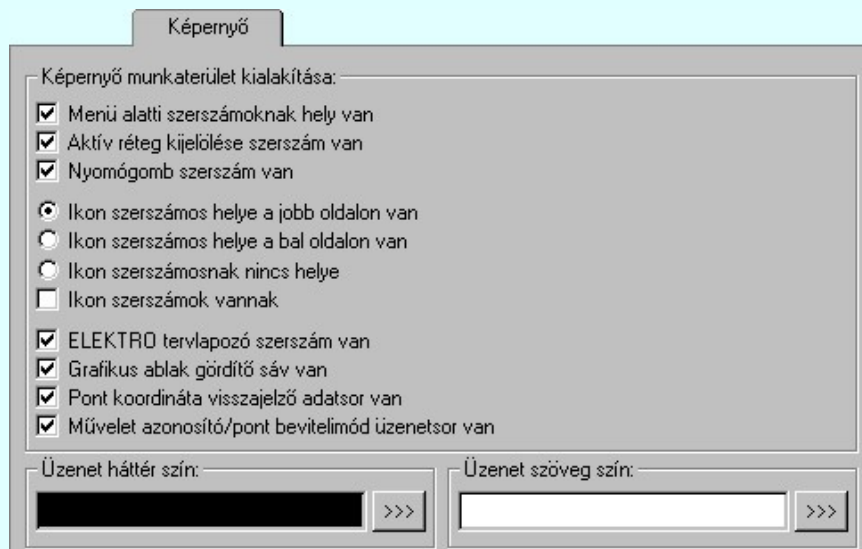 Képernyő
Képernyő munkaterület kialakítása:
Menü alatti szerszámoknak hely van
Aktív réteg kijelölése szerszám van
Nyomógomb szerszám van
Ikon szerszámos helye a jobb oldalon van
Ikon szerszámos helye a bal oldalon van
Ikon szerszámosnak nincs helye
Ikon szerszámok vannak
ELEKTRO tervlapozó szerszám van
Grafikus ablak gördítő sáv van
Pont koordináta visszajelző adatsor van
Művelet azonosító/pont bevitelimód üzenetsor van
Üzenet háttér szín:
>>>
Üzenet szöveg szín:
>>>